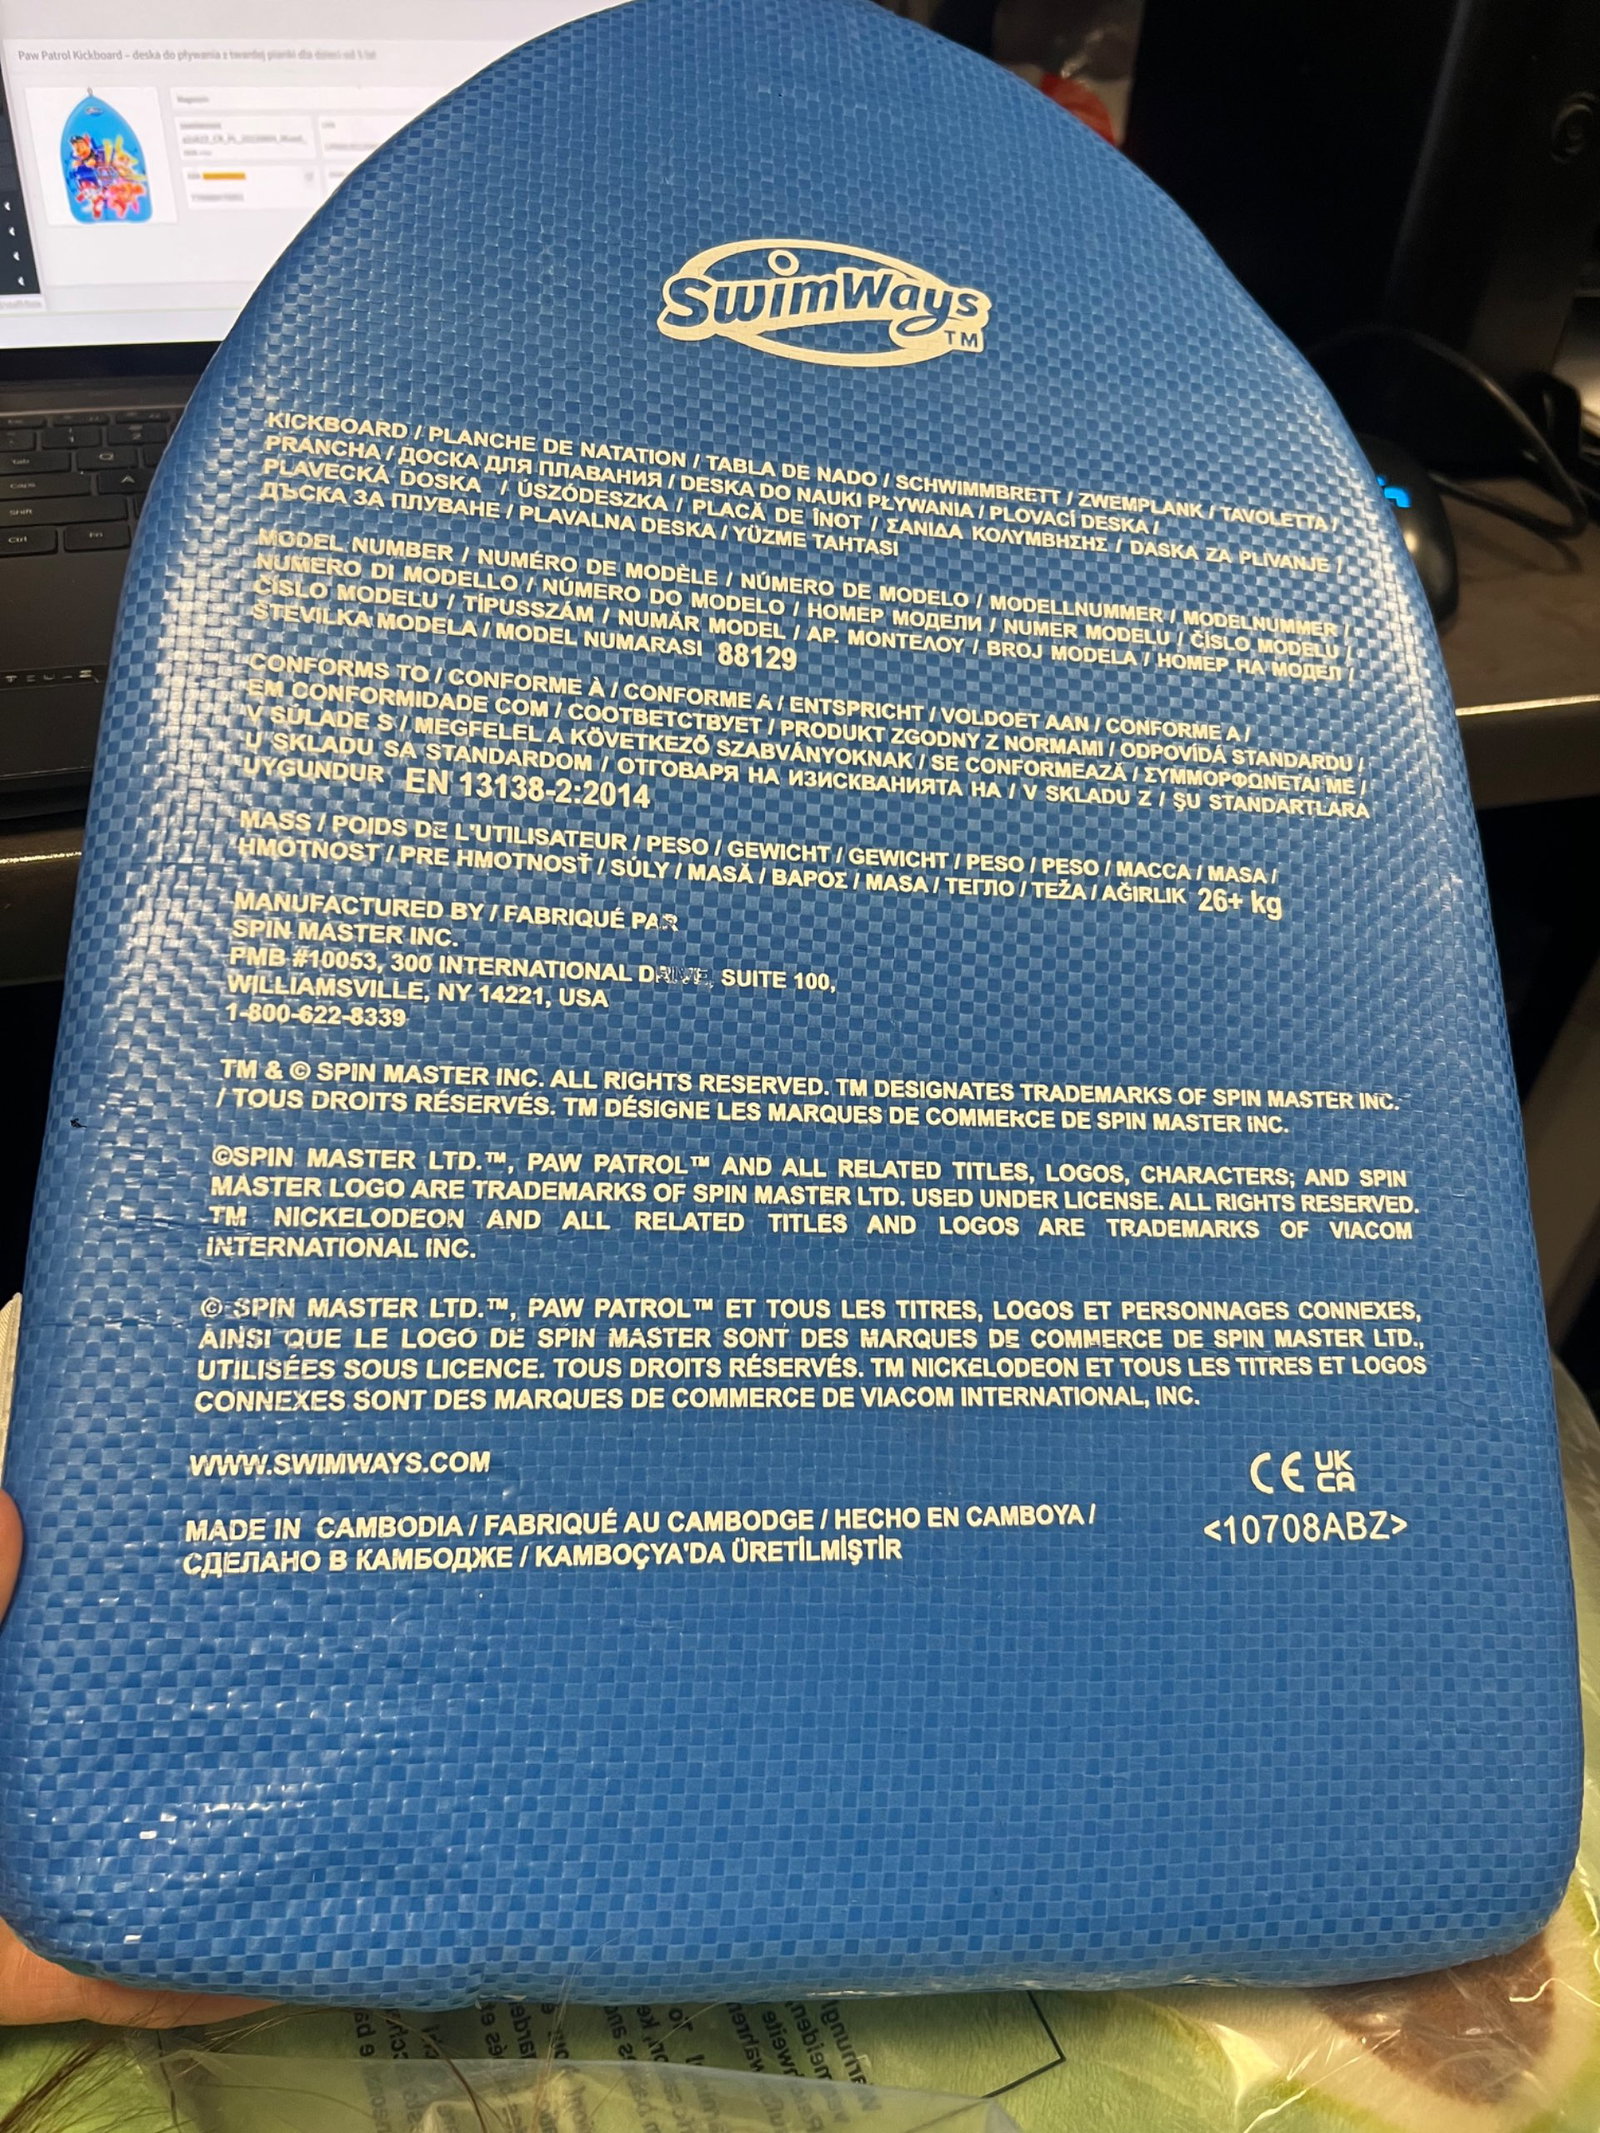 Paw Patrol Kickboard – deska do pływania z twardej pianki dla dzieci od
SwimWays
TM
KICKBOARD / PLANCHE DE NATATION / TABLA DE NADO / SCHWIMMBRETT / ZWEMPLANK / TAVOLETTA /
PRANCHA / ДОСКА ДЛЯ ПЛАВАНИЯ / DESKA DO NAUKI PŁYWANIA / PLOVACÍ DESKA /
PLAVECKÁ DOSKA / ÚSZÓDESZKA / PLACĂ DE ÎNOT / ΣΑΝΙΔΑ ΚΟΛΥΜΒΗΣΗΣ / DASKA ZA PLIVANJE /
ДЪСКА ЗА ПЛУВАНЕ / PLAVALNA DESKA / YÜZME TAHTASI
MODEL NUMBER / NUMÉRO DE MODÈLE / NÚMERO DE MODELO / MODELLNUMMER / MODELNUMMER /
NUMERO DI MODELLO / NÚMERO DO MODELO / НОМЕР МОДЕЛИ / NUMER MODELU / ČÍSLO MODELU /
ČÍSLO MODELU / TÍPUSSZÁM / NUMĂR MODEL / ΑΡ. ΜΟΝΤΕΛΟΥ / BROJ MODELA / НОМЕР НА МОДЕЛ /
ŠTEVILKA MODELA / MODEL NUMARASI 88129
CONFORMS TO / CONFORME À / CONFORME A / ENTSPRICHT / VOLDOET AAN / CONFORME A /
EM CONFORMIDADE COM / СООТВЕТСТВУЕТ / PRODUKT ZGODNY Z NORMAMI / ODPOVÍDÁ STANDARDU /
V SÚLADE S / MEGFELEL A KÖVETKEZŐ SZABVÁNYOKNAK / SE CONFORMEAZĂ / ΣΥΜΜΟΡΦΩΝΕΤΑΙ ΜΕ /
U SKLADU SA STANDARDOM / ОТГОВАРЯ НА ИЗИСКВАНИЯТА НА / V SKLADU Z / ŞU STANDARTLARA
UYGUNDUR EN 13138-2:2014
MASS / POIDS DE L'UTILISATEUR / PESO / GEWICHT / GEWICHT / PESO / PESO / МАССА / MASA /
HMOTNOST / PRE HMOTNOSŤ / SÚLY / MASĂ / ΒΑΡΟΣ / MASA / ТЕГЛО / TEŽA / AĞIRLIK 26+ kg
MANUFACTURED BY / FABRIQUÉ PAR
SPIN MASTER INC.
PMB #10053, 300 INTERNATIONAL DRIVE, SUITE 100,
WILLIAMSVILLE, NY 14221, USA
1-800-622-8339
TM & © SPIN MASTER INC. ALL RIGHTS RESERVED. TM DESIGNATES TRADEMARKS OF SPIN MASTER INC.
/ TOUS DROITS RÉSERVÉS. TM DÉSIGNE LES MARQUES DE COMMERCE DE SPIN MASTER INC.
©SPIN MASTER LTD.™, PAW PATROL™ AND ALL RELATED TITLES, LOGOS, CHARACTERS; AND SPIN
MASTER LOGO ARE TRADEMARKS OF SPIN MASTER LTD. USED UNDER LICENSE. ALL RIGHTS RESERVED.
TM NICKELODEON AND ALL RELATED TITLES AND LOGOS ARE TRADEMARKS OF VIACOM
INTERNATIONAL INC.
© SPIN MASTER LTD.™, PAW PATROL™ ET TOUS LES TITRES, LOGOS ET PERSONNAGES CONNEXES,
AINSI QUE LE LOGO DE SPIN MASTER SONT DES MARQUES DE COMMERCE DE SPIN MASTER LTD.,
UTILISÉES SOUS LICENCE. TOUS DROITS RÉSERVÉS. TM NICKELODEON ET TOUS LES TITRES ET LOGOS
CONNEXES SONT DES MARQUES DE COMMERCE DE VIACOM INTERNATIONAL, INC.
WWW.SWIMWAYS.COM
CE UK CA
MADE IN CAMBODIA / FABRIQUÉ AU CAMBODGE / HECHO EN CAMBOYA /
СДЕЛАНО В КАМБОДЖЕ / KAMBOÇYA'DA ÜRETİLMİŞTİR
<10708ABZ>